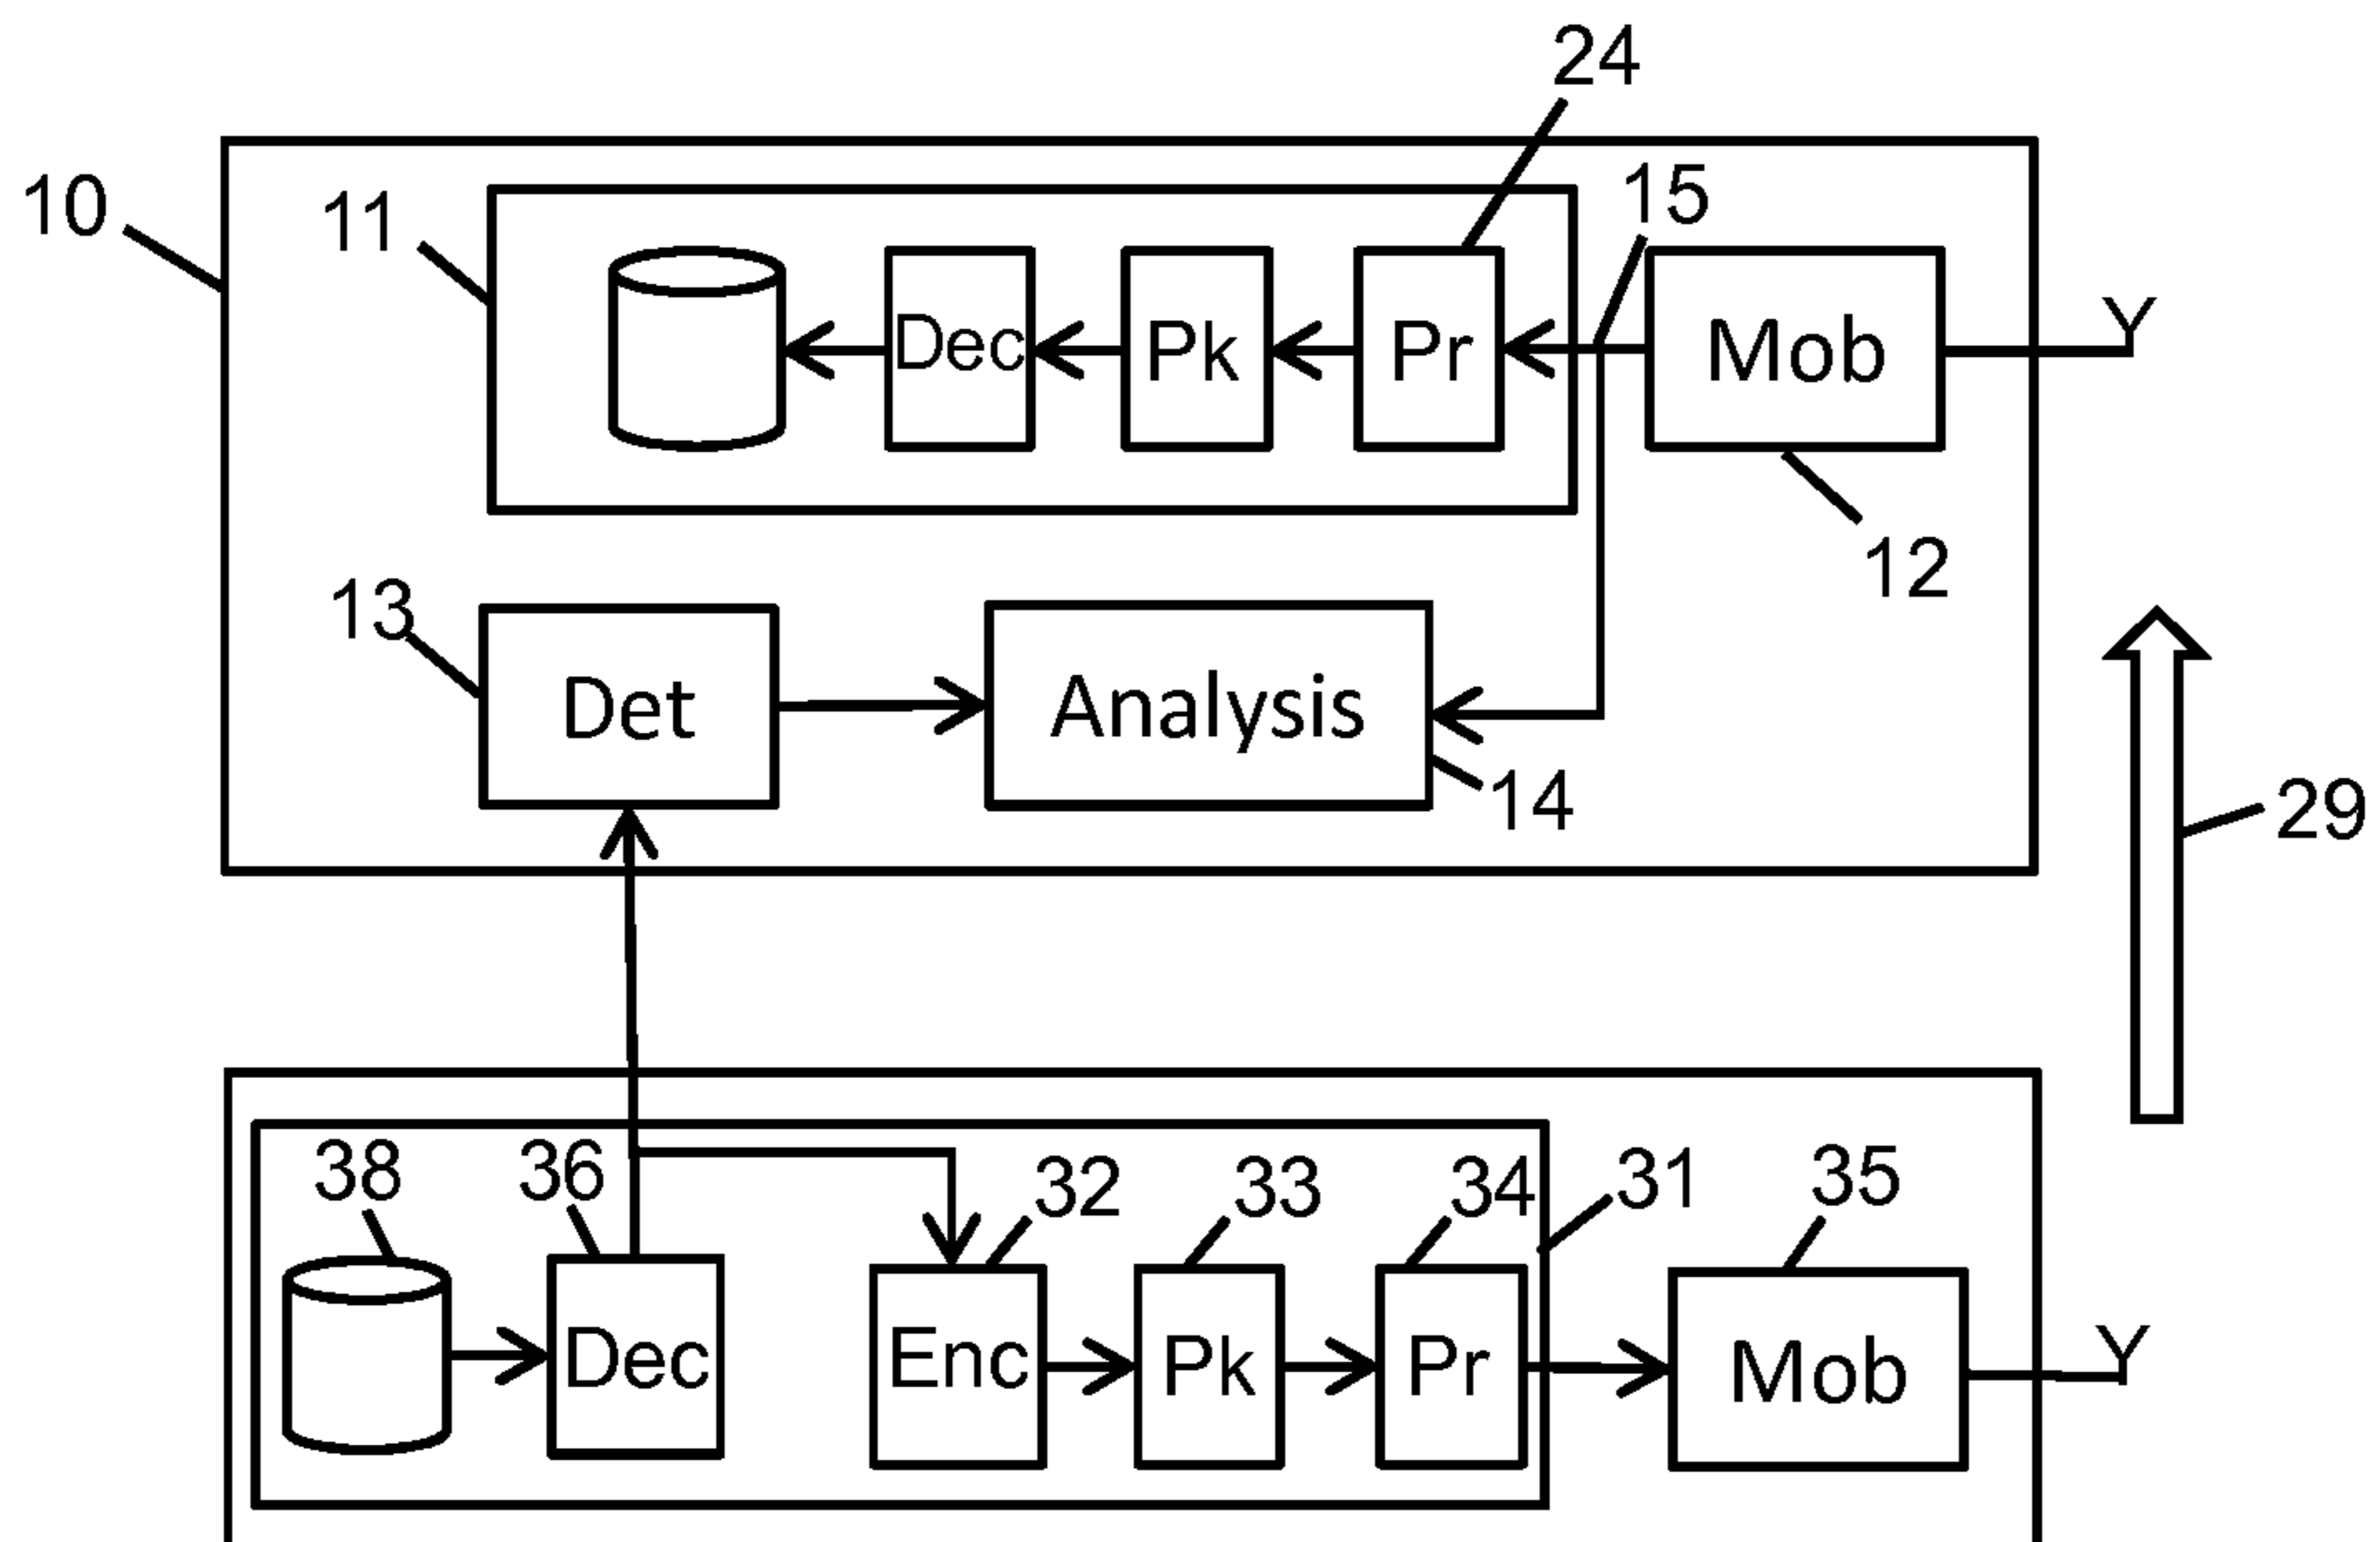 24
10
11
15
Dec
Pk
Pr
Mob
Y
12
13
Det
Analysis
14
29
38
36
32
33
34
31
35
Dec
Enc
Pk
Pr
Mob
Y